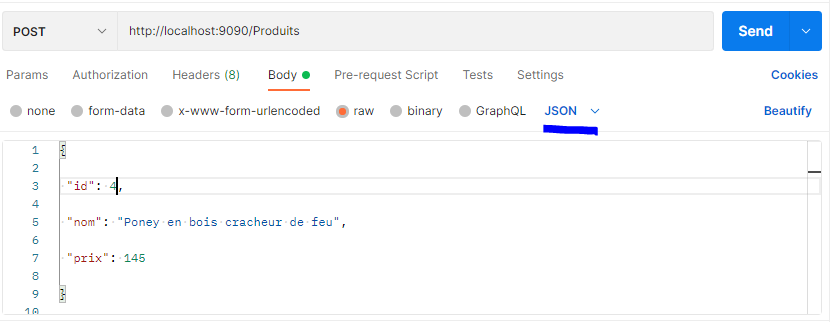 POST http://localhost:9090/Produits Send
Params Authorization Headers (8) Body Pre-request Script Tests Settings Cookies
none form-data x-www-form-urlencoded raw binary GraphQL JSON Beautify
1 {
2
3 "id": 4,
4
5 "nom": "Poney en bois cracheur de feu",
6
7 "prix": 145
8
9 }
10